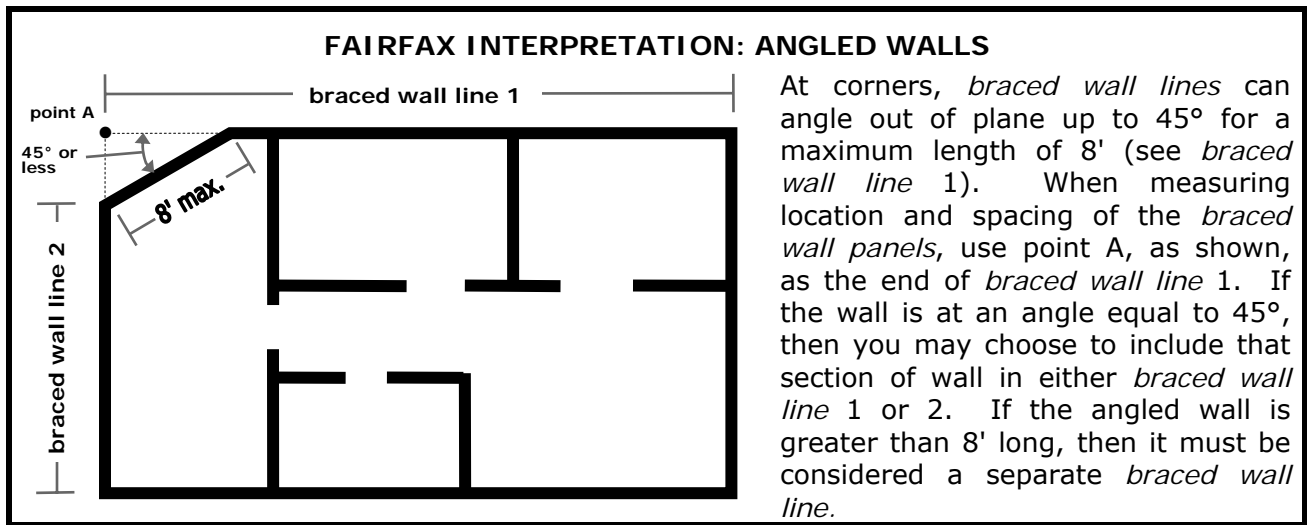 FAIRFAX INTERPRETATION: ANGLED WALLS
braced wall line 1
point A
45° or
less
8' max.
braced wall line 2
At corners, braced wall lines can
angle out of plane up to 45° for a
maximum length of 8' (see braced
wall line 1). When measuring
location and spacing of the braced
wall panels, use point A, as shown,
as the end of braced wall line 1. If
the wall is at an angle equal to 45°,
then you may choose to include that
section of wall in either braced wall
line 1 or 2. If the angled wall is
greater than 8' long, then it must be
considered a separate braced wall
line.